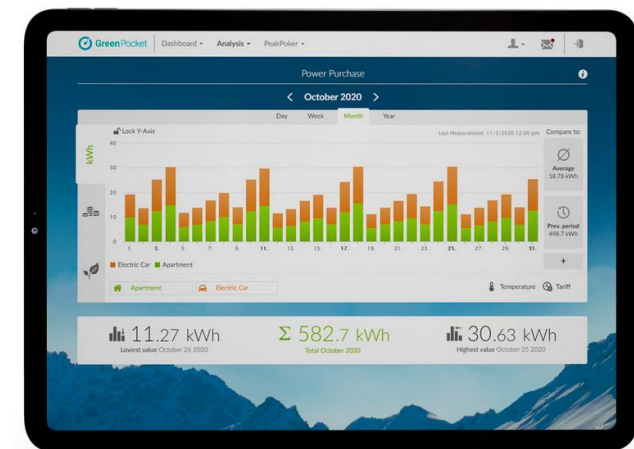 GreenPocket Dashboard Analysis PeakPoker
Power Purchase
October 2020
Day Week Month Year
Lock Y-Axis
Last Measurement: 11/3/2020 12:00 pm
Compare to:
kWh
40
30
20
10
0
1. 3. 5. 7. 9. 11. 13. 15. 17. 19. 21. 23. 25. 27. 29. 31.
Average
18.78 kWh
Prev. period
498.7 kWh
+
Electric Car Apartment
Apartment Electric Car
Temperature Tariff
11.27 kWh
Lowest value October 26 2020
Σ 582.7 kWh
Total October 2020
30.63 kWh
Highest value October 25 2020